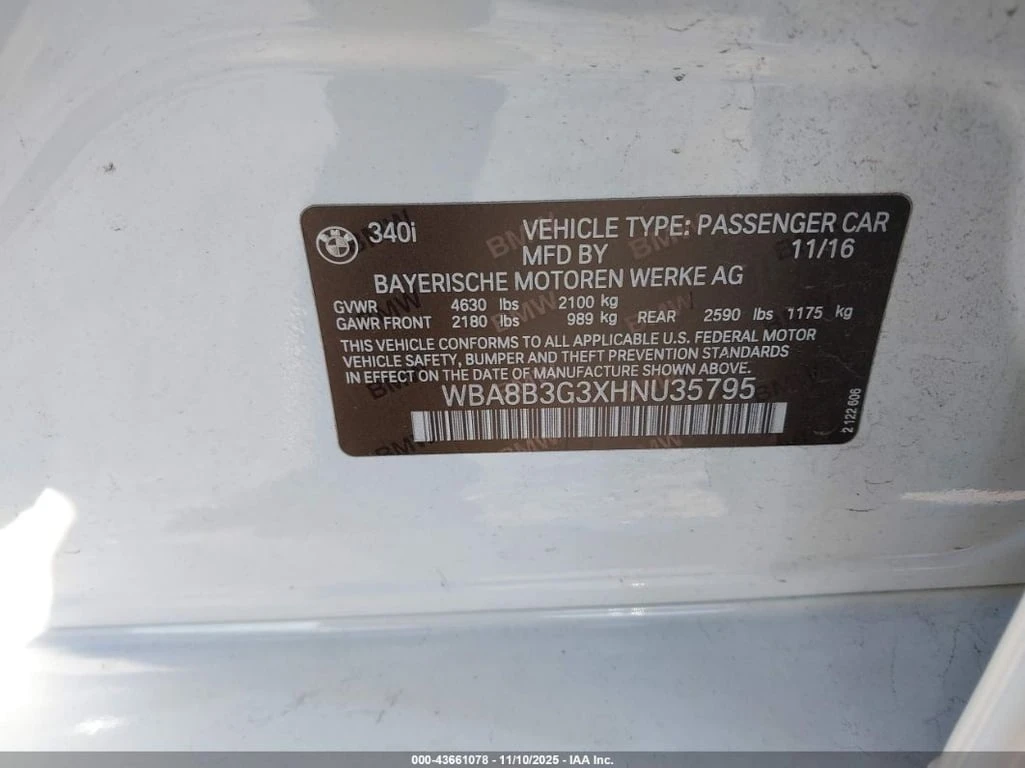 340i VEHICLE TYPE: PASSENGER CAR
MFD BY 11/16
BAYERISCHE MOTOREN WERKE AG
GVWR 4630 lbs 2100 kg
GAWR FRONT 2180 lbs 989 kg REAR 2590 lbs 1175 kg
THIS VEHICLE CONFORMS TO ALL APPLICABLE U.S. FEDERAL MOTOR
VEHICLE SAFETY, BUMPER AND THEFT PREVENTION STANDARDS
IN EFFECT ON THE DATE OF MANUFACTURE SHOWN ABOVE.
WBA8B3G3XHNU35795
2 122 606
000-43661078 - 11/10/2025 - IAA Inc.